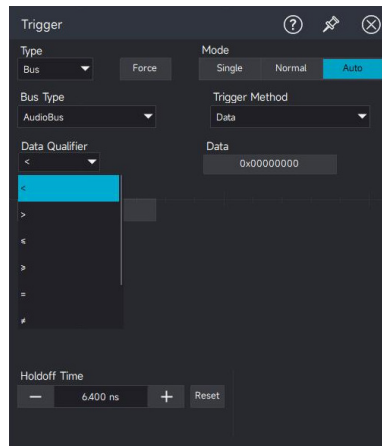 Trigger
Type Mode
Bus Force Single Normal Auto
Bus Type Trigger Method
AudioBus Data
Data Qualifier Data
< 0x00000000
<
>
≤
≥
=
≠
Holdoff Time
6.400 ns Reset